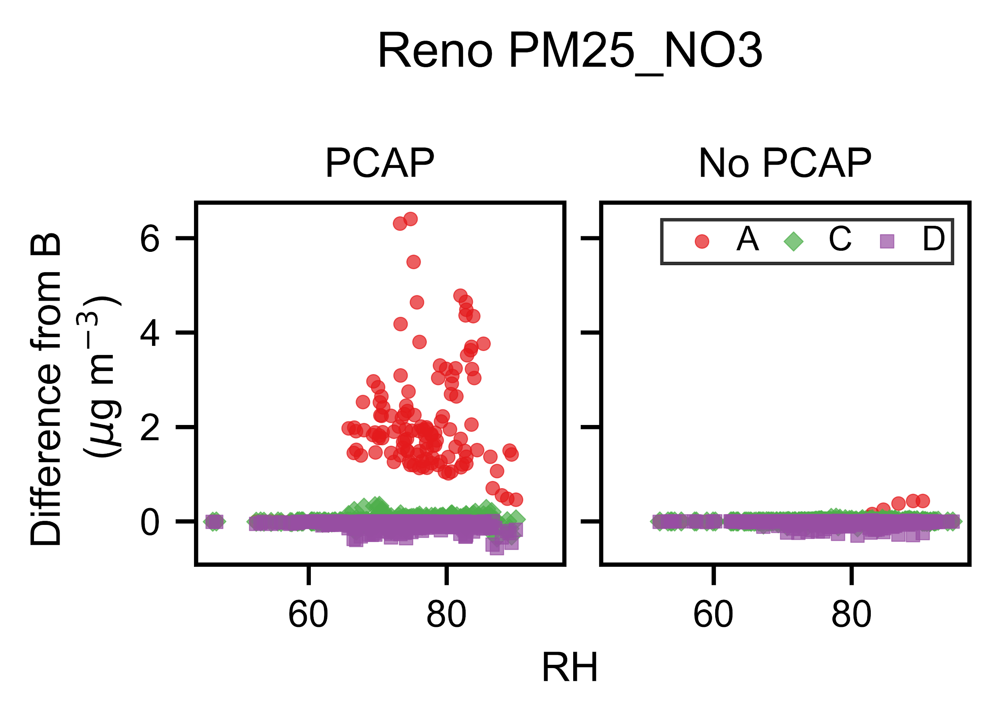 Reno PM25_NO3
PCAP
No PCAP
Difference from B
(μg m⁻³)
6
4
2
0
A C D
60 80
60 80
RH